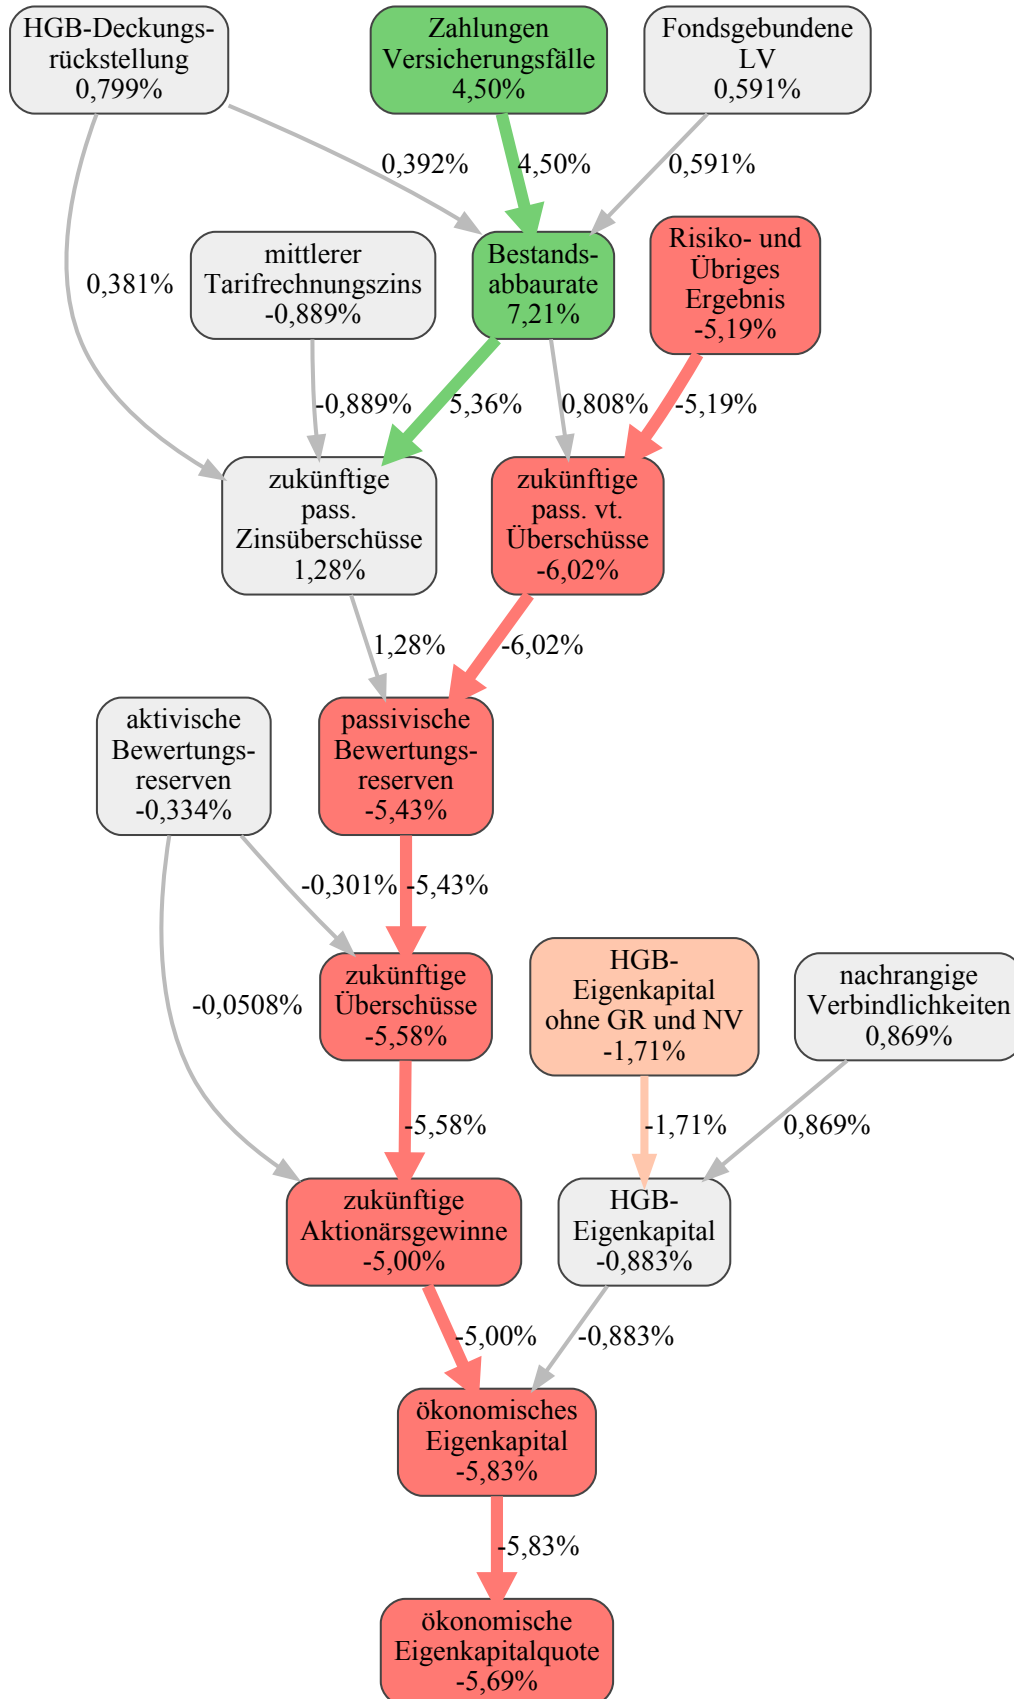 HGB-Deckungs-
rückstellung
0,799%
Zahlungen
Versicherungsfälle
4,50%
Fondsgebundene
LV
0,591%
0,392%
4,50%
0,591%
mittlerer
Tarifrechnungszins
-0,889%
Bestands-
abbaurate
7,21%
Risiko- und
Übriges
Ergebnis
-5,19%
0,381%
-0,889%
5,36%
0,808%
-5,19%
zukünftige
pass.
Zinsüberschüsse
1,28%
zukünftige
pass. vt.
Überschüsse
-6,02%
1,28%
-6,02%
aktivische
Bewertungs-
reserven
-0,334%
passivische
Bewertungs-
reserven
-5,43%
-0,301%
-5,43%
zukünftige
Überschüsse
-5,58%
HGB-
Eigenkapital
ohne GR und NV
-1,71%
nachrangige
Verbindlichkeiten
0,869%
-0,0508%
-5,58%
-1,71%
0,869%
zukünftige
Aktionärsgewinne
-5,00%
HGB-
Eigenkapital
-0,883%
-5,00%
-0,883%
ökonomisches
Eigenkapital
-5,83%
-5,83%
ökonomische
Eigenkapitalquote
-5,69%